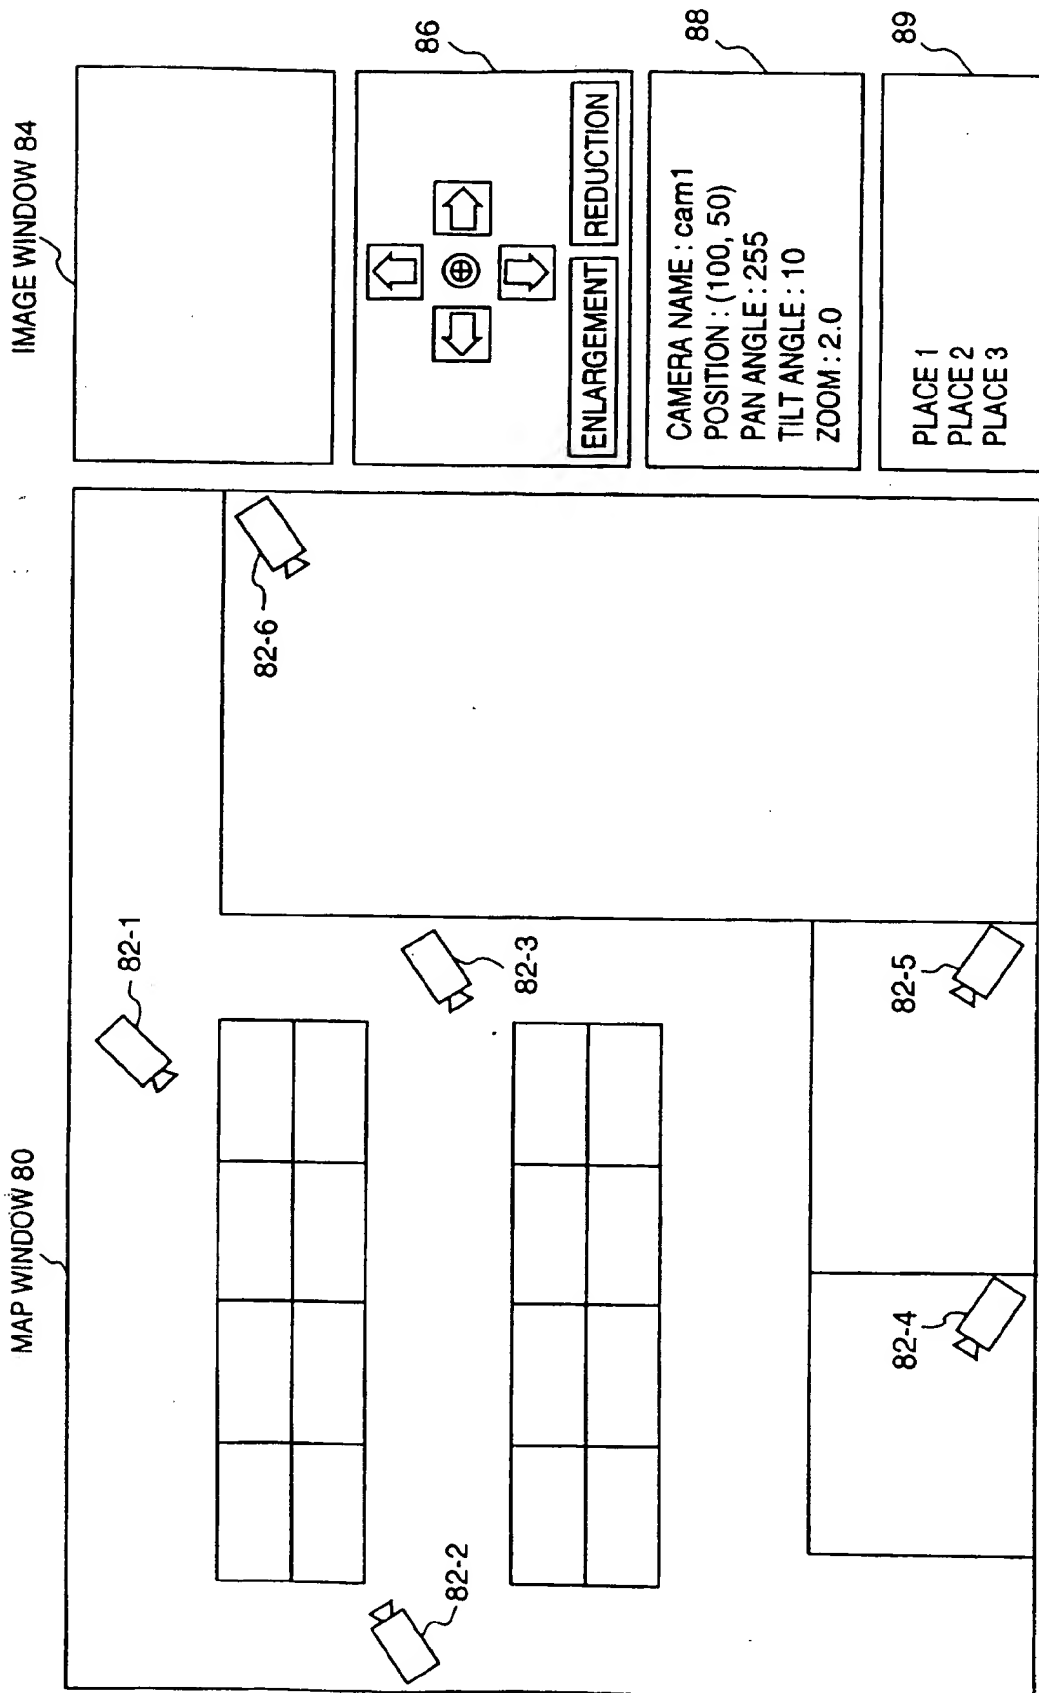 MAP WINDOW 80
IMAGE WINDOW 84
82-1
82-2
82-3
82-4
82-5
82-6
86
ENLARGEMENT
REDUCTION
88
CAMERA NAME : cam1
POSITION : (100, 50)
PAN ANGLE : 255
TILT ANGLE : 10
ZOOM : 2.0
89
PLACE 1
PLACE 2
PLACE 3